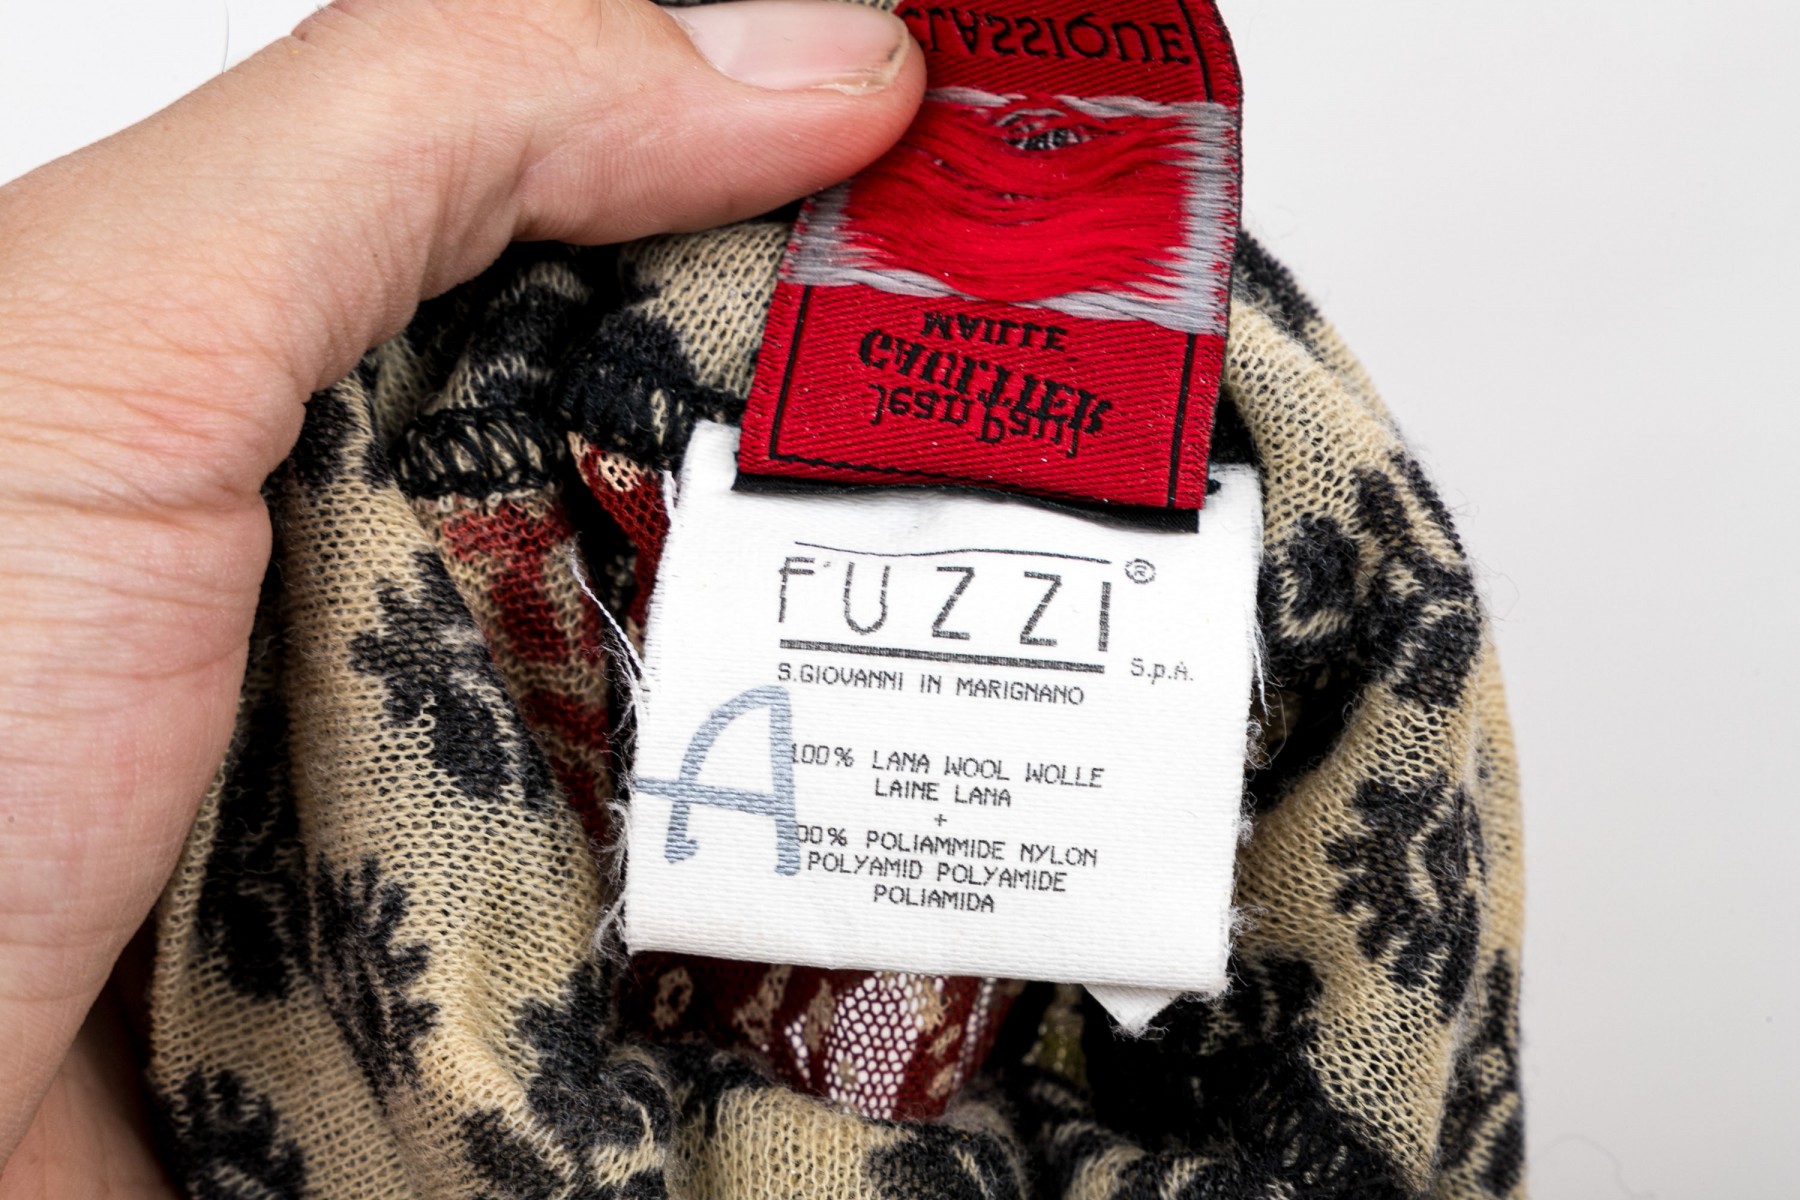 CLASSIQUE
Jean Paul
GAULTIER
MAILLE
FUZZI®
S.p.A.
S.GIOVANNI IN MARIGNANO
A
100% LANA WOOL WOLLE
LAINE LANA
+
00% POLIAMMIDE NYLON
POLYAMID POLYAMIDE
POLIAMIDA